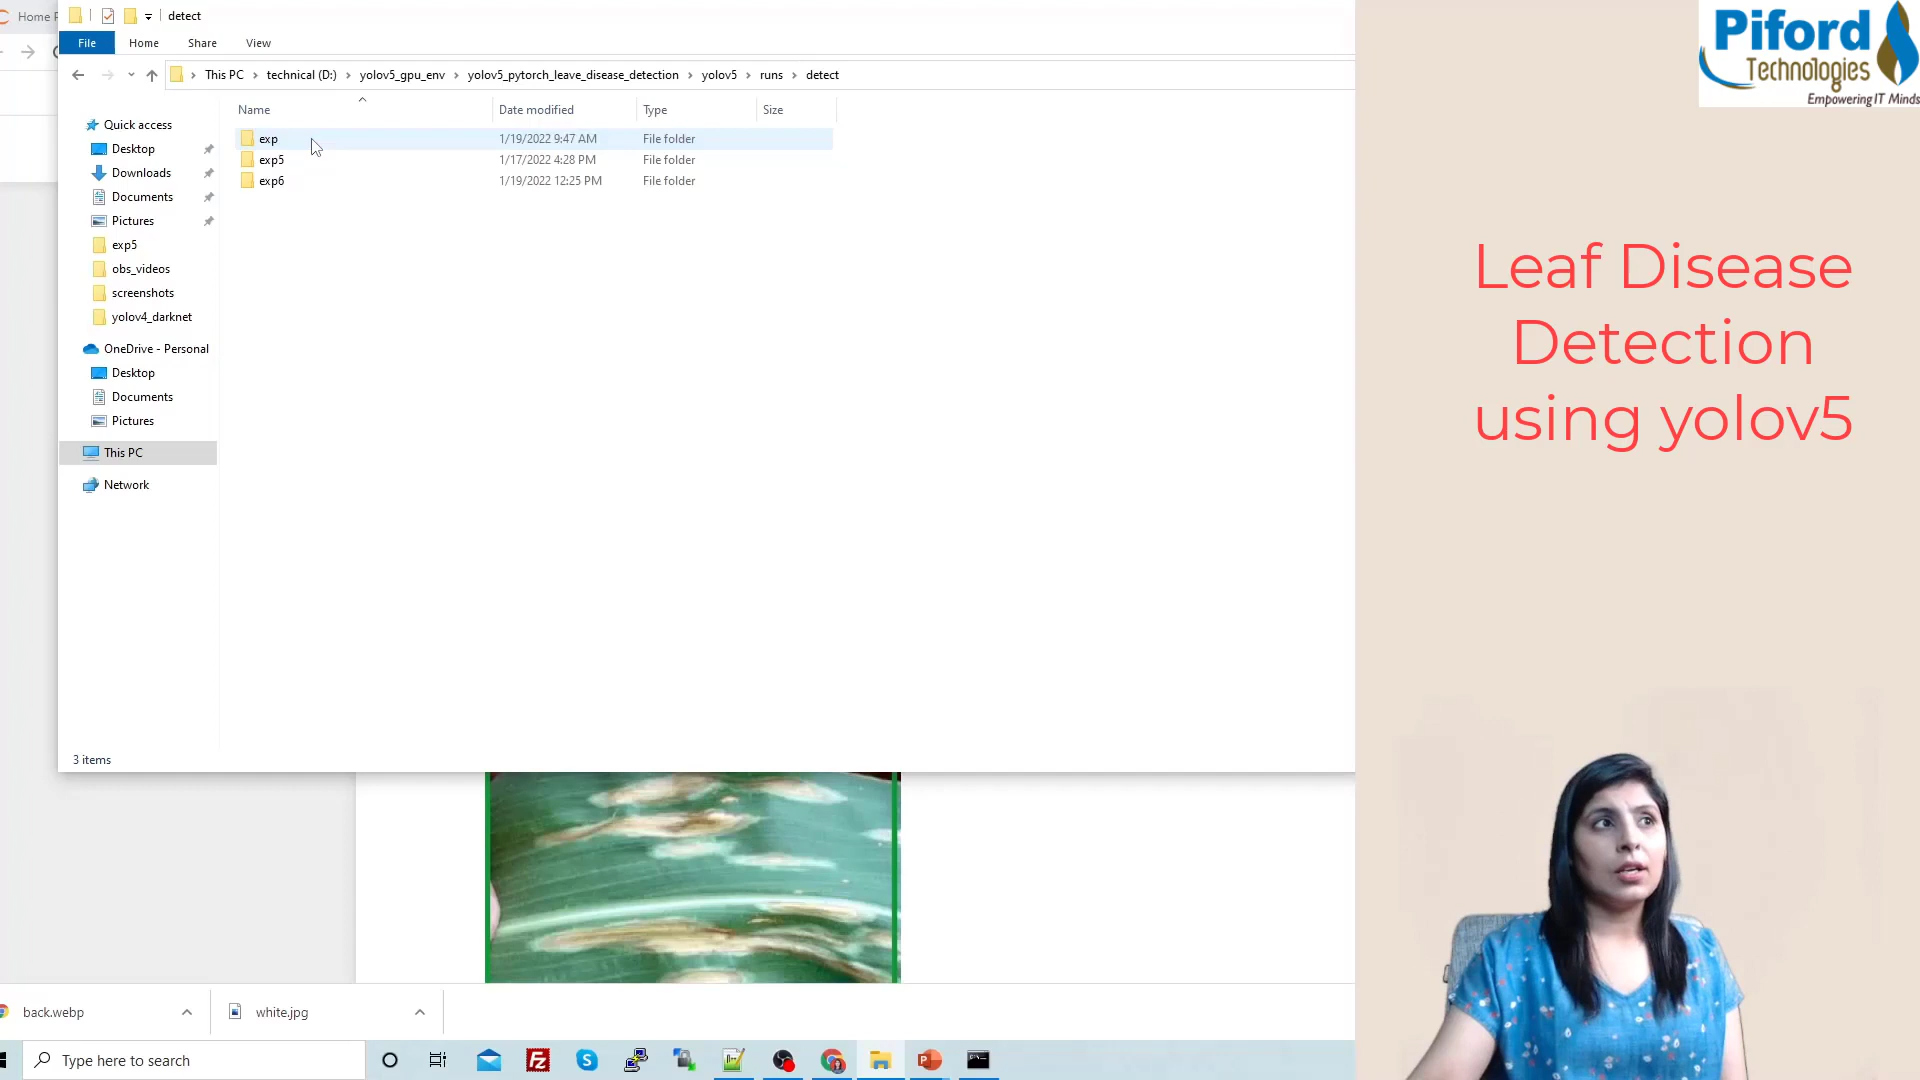 Home
detect
File Home Share View
This PC technical (D:) yolov5_gpu_env yolov5_pytorch_leave_disease_detection yolov5 runs detect
Name Date modified Type Size
exp 1/19/2022 9:47 AM File folder
exp5 1/17/2022 4:28 PM File folder
exp6 1/19/2022 12:25 PM File folder
Quick access
Desktop
Downloads
Documents
Pictures
exp5
obs_videos
screenshots
yolov4_darknet
OneDrive - Personal
Desktop
Documents
Pictures
This PC
Network
3 items
back.webp
white.jpg
Type here to search
Piford
Technologies
Empowering IT Minds
Leaf Disease
Detection
using yolov5